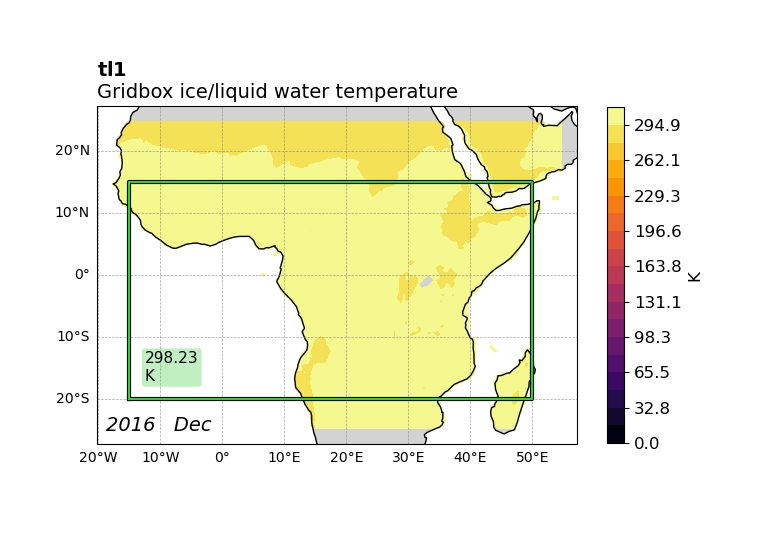 tl1
Gridbox ice/liquid water temperature
20°N
10°N
0°
10°S
20°S
298.23
K
2016 Dec
20°W
10°W
0°
10°E
20°E
30°E
40°E
50°E
294.9
262.1
229.3
196.6
163.8
131.1
98.3
65.5
32.8
0.0
K